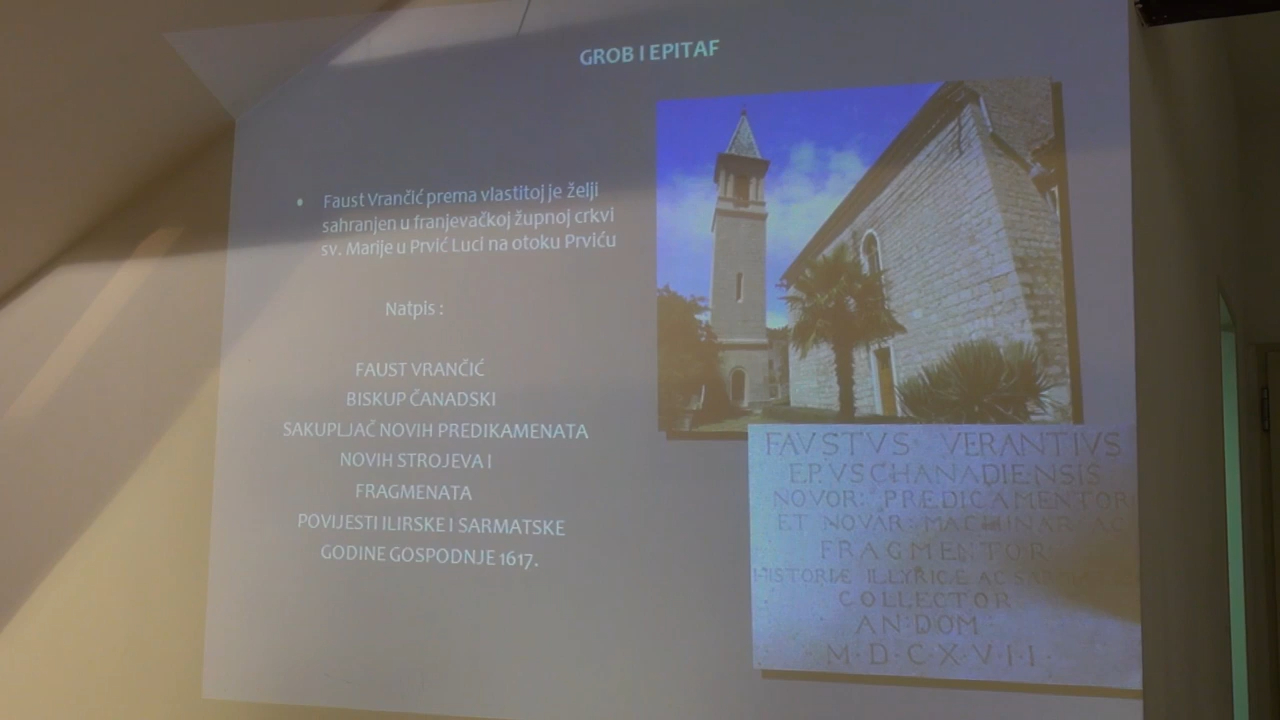 GROB I EPITAF
• Faust Vrančić prema vlastitoj je želji
sahranjen u franjevačkoj župnoj crkvi
sv. Marije u Prvić Luci na otoku Prviću
Natpis :
FAUST VRANČIĆ
BISKUP ČANADSKI
SAKUPLJAČ NOVIH PREDIKAMENATA
NOVIH STROJEVA I
FRAGMENATA
POVIJESTI ILIRSKE I SARMATSKE
GODINE GOSPODNJE 1617.
FAVSTVS VERANTIVS
EP.VS CHANADIENSIS
NOVOR: PRÆDICAMENTOR
ET NOVAR: MACHINAR AC
FRAGMENTOR
HISTORIÆ ILLYRICÆ AC
COLLECTOR
AN DOM
M·D·C·X·V·I·I·